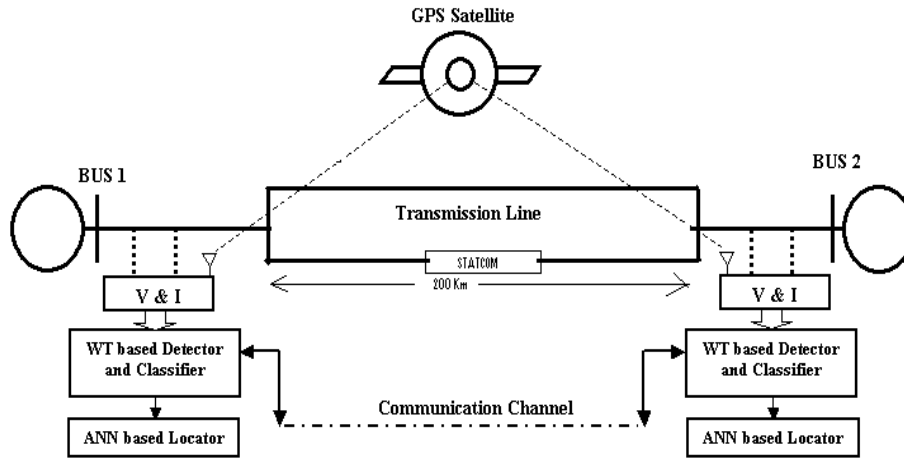 GPS Satellite
BUS 1
BUS 2
Transmission Line
STATCOM
200 Km
V & I
V & I
WT based Detector
and Classifier
WT based Detector
and Classifier
Communication Channel
ANN based Locator
ANN based Locator